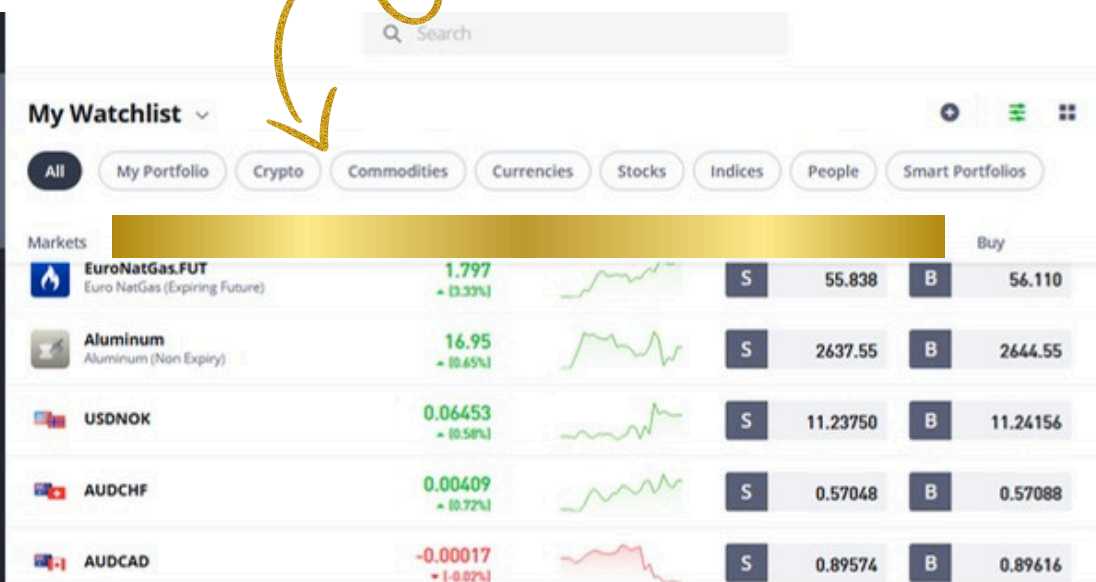 Search
My Watchlist
All My Portfolio Crypto Commodities Currencies Stocks Indices People Smart Portfolios
Markets Buy
EuroNatGas.FUT 1.797 S 55.838 B 56.110
Euro NatGas (Expiring Future) [3.33%]
Aluminum 16.95 S 2637.55 B 2644.55
Aluminum (Non Expiry) [0.65%]
USDNOK 0.06453 S 11.23750 B 11.24156
[0.58%]
AUDCHF 0.00409 S 0.57048 B 0.57088
[0.72%]
AUDCAD -0.00017 S 0.89574 B 0.89616
[-0.02%]